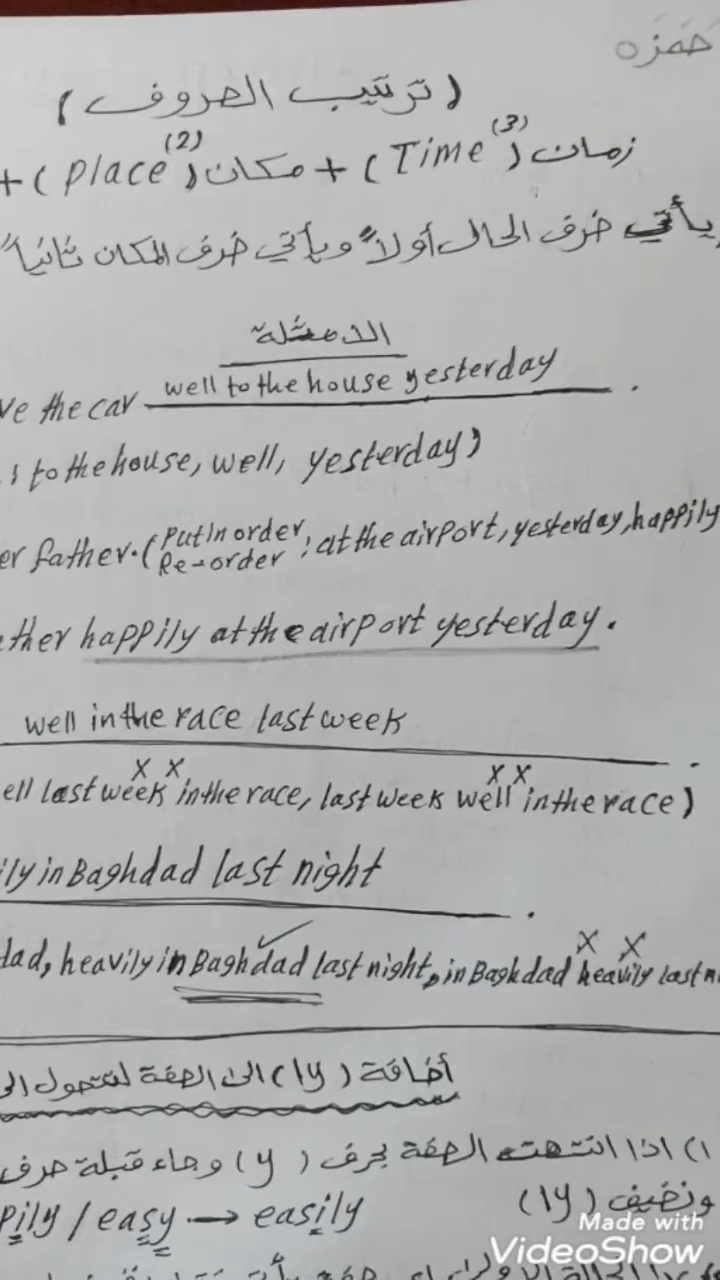 حمزه
( ترتيب الظروف )
+ ( Place (2) ) مكان + ( Time (3) ) زمان
يأتي ظرف الحال أولاً ويأتي ظرف المكان ثانياً
الامثلة
ve the car well to the house yesterday .
to the house, well, yesterday)
er father. (Put in order / Re-order : at the airport, yesterday, happily
ther happily at the airport yesterday.
well in the race last week .
ell last week x x in the race, last week well x x in the race)
ily in Baghdad last night .
dad, heavily in Baghdad last night, in Baghdad x x heavily last n
أضافة (ly) الى الصفة لتتحول الى
1) اذا انتهت الصفة بحرف (y) وجاء قبلة حرف
ونضيف (ly)
pily / easy → easily
Made with
VideoShow